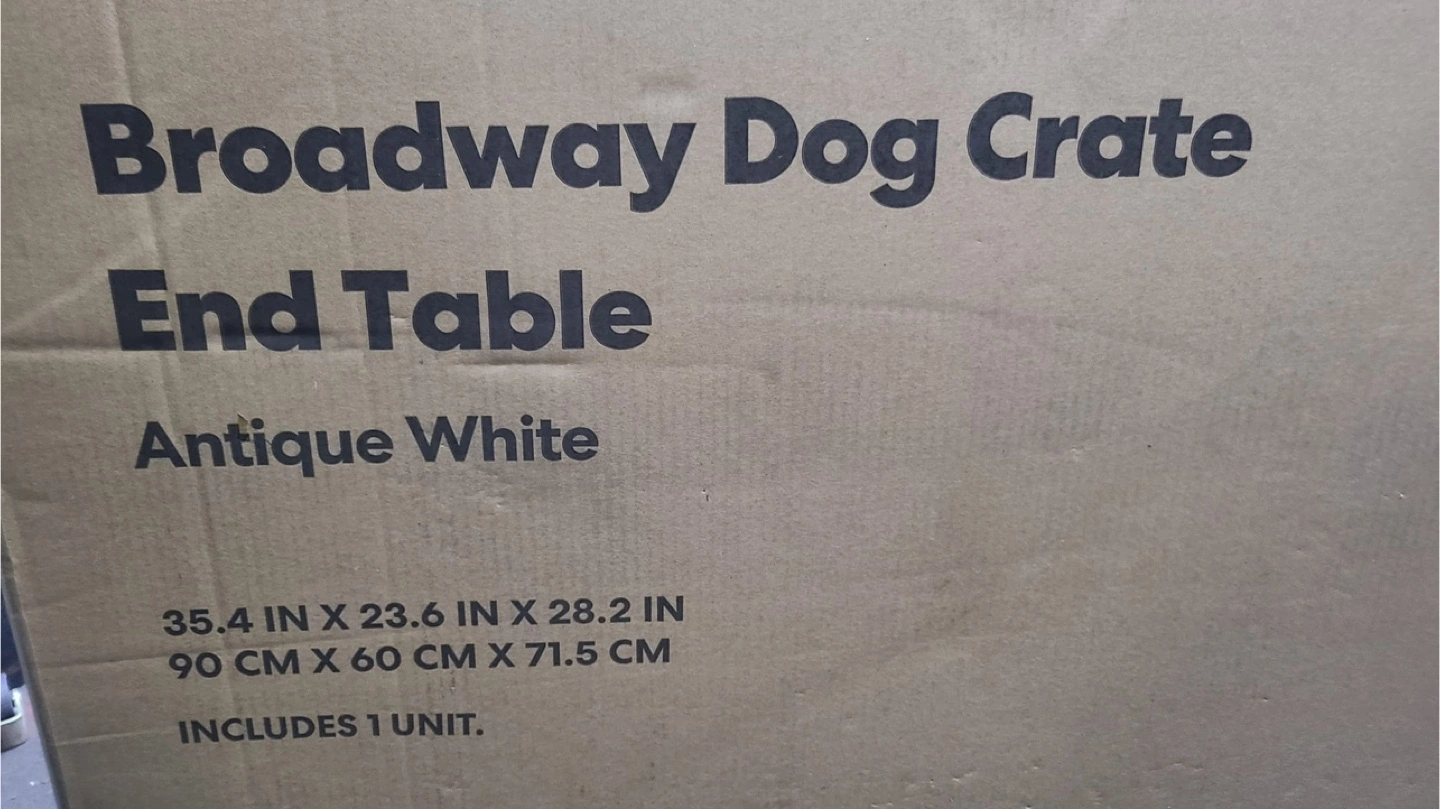 Broadway Dog Crate
End Table
Antique White
35.4 IN X 23.6 IN X 28.2 IN
90 CM X 60 CM X 71.5 CM
INCLUDES 1 UNIT.